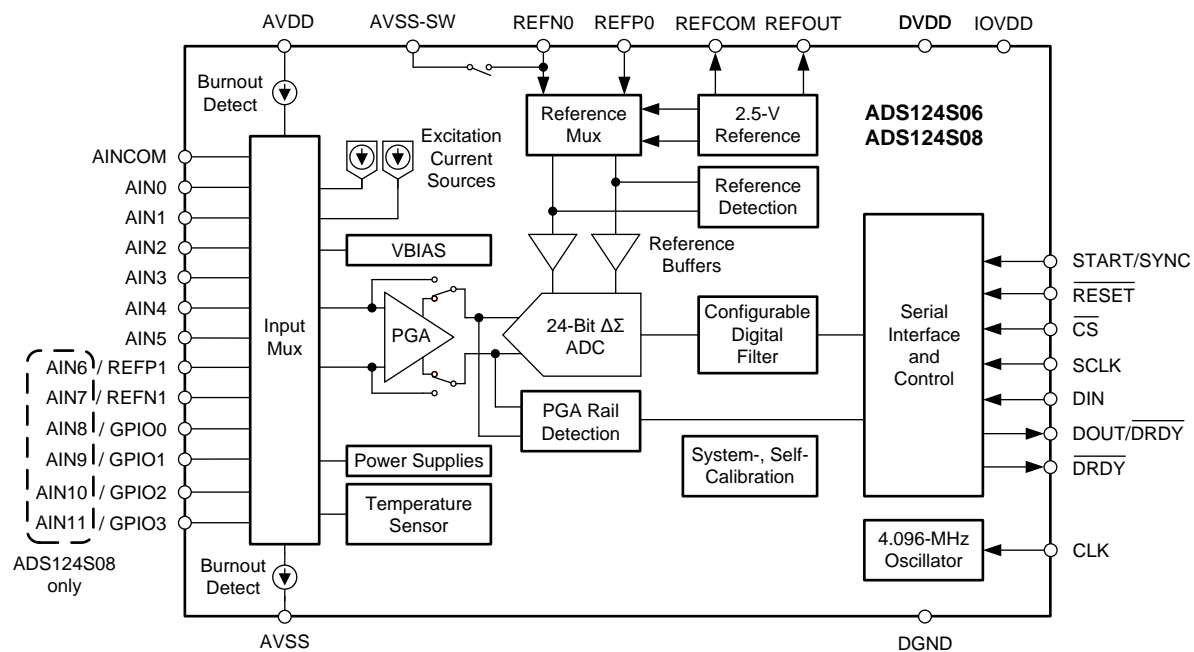 AVDD
AVSS-SW
REFN0
REFP0
REFCOM
REFOUT
DVDD
IOVDD
Burnout
Detect
Reference
Mux
2.5-V
Reference
ADS124S06
ADS124S08
Excitation
Current
Sources
Reference
Detection
AINCOM
AIN0
AIN1
AIN2
AIN3
AIN4
AIN5
AIN6 / REFP1
AIN7 / REFN1
AIN8 / GPIO0
AIN9 / GPIO1
AIN10 / GPIO2
AIN11 / GPIO3
ADS124S08
only
Input
Mux
VBIAS
Reference
Buffers
PGA
24-Bit ΔΣ
ADC
Configurable
Digital
Filter
Serial
Interface
and
Control
START/SYNC
RESET
CS
SCLK
DIN
DOUT/DRDY
DRDY
PGA Rail
Detection
Power Supplies
System-, Self-
Calibration
Temperature
Sensor
4.096-MHz
Oscillator
CLK
Burnout
Detect
AVSS
DGND